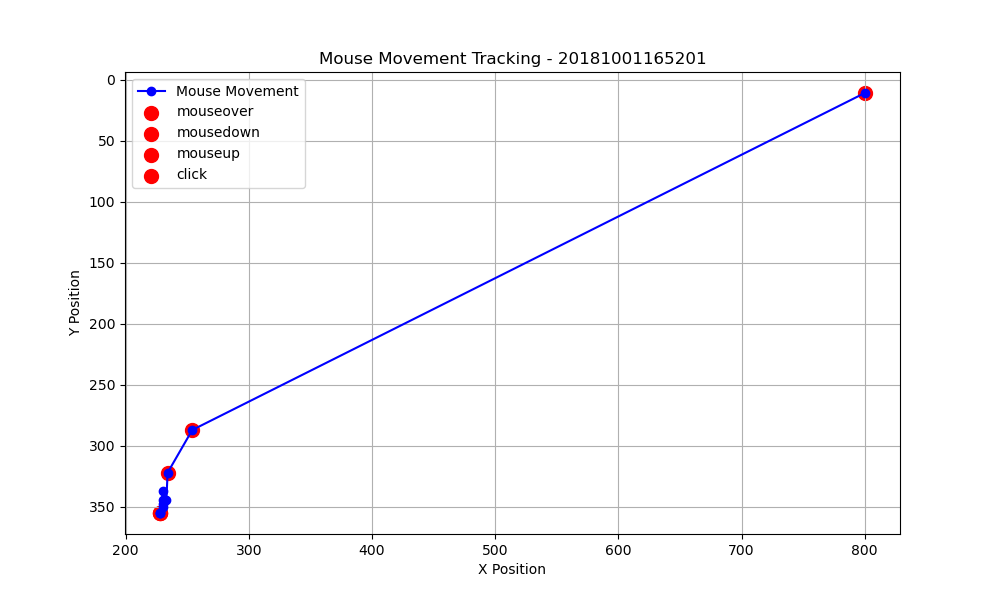 Mouse Movement Tracking - 20181001165201
Mouse Movement
mouseover
mousedown
mouseup
click
0
50
100
150
200
250
300
350
Y Position
200 300 400 500 600 700 800
X Position